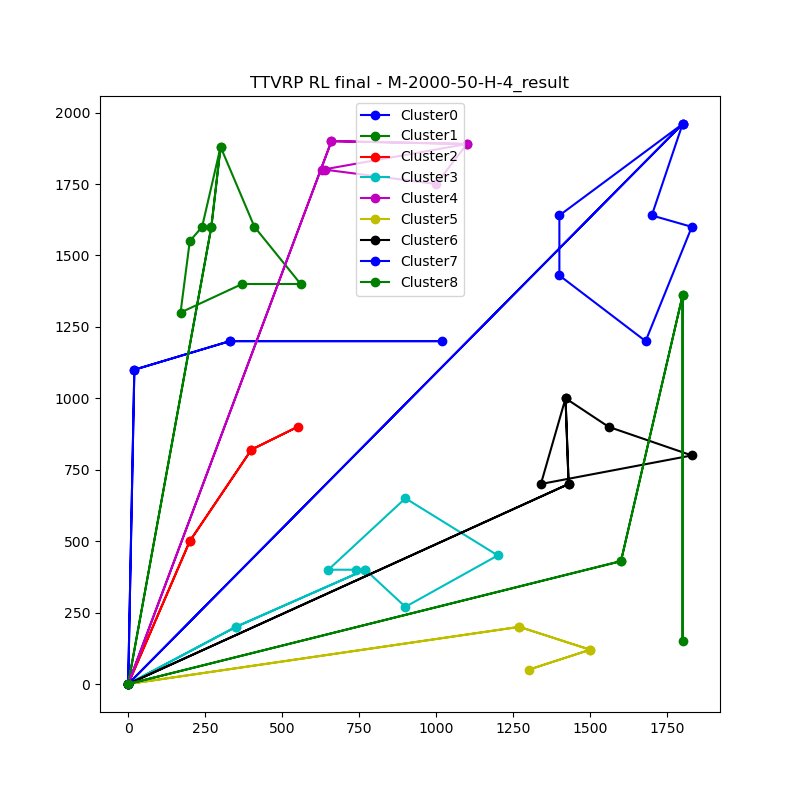 TTVRP RL final - M-2000-50-H-4_result
Cluster0
Cluster1
Cluster2
Cluster3
Cluster4
Cluster5
Cluster6
Cluster7
Cluster8
2000
1750
1500
1250
1000
750
500
250
0
0 250 500 750 1000 1250 1500 1750